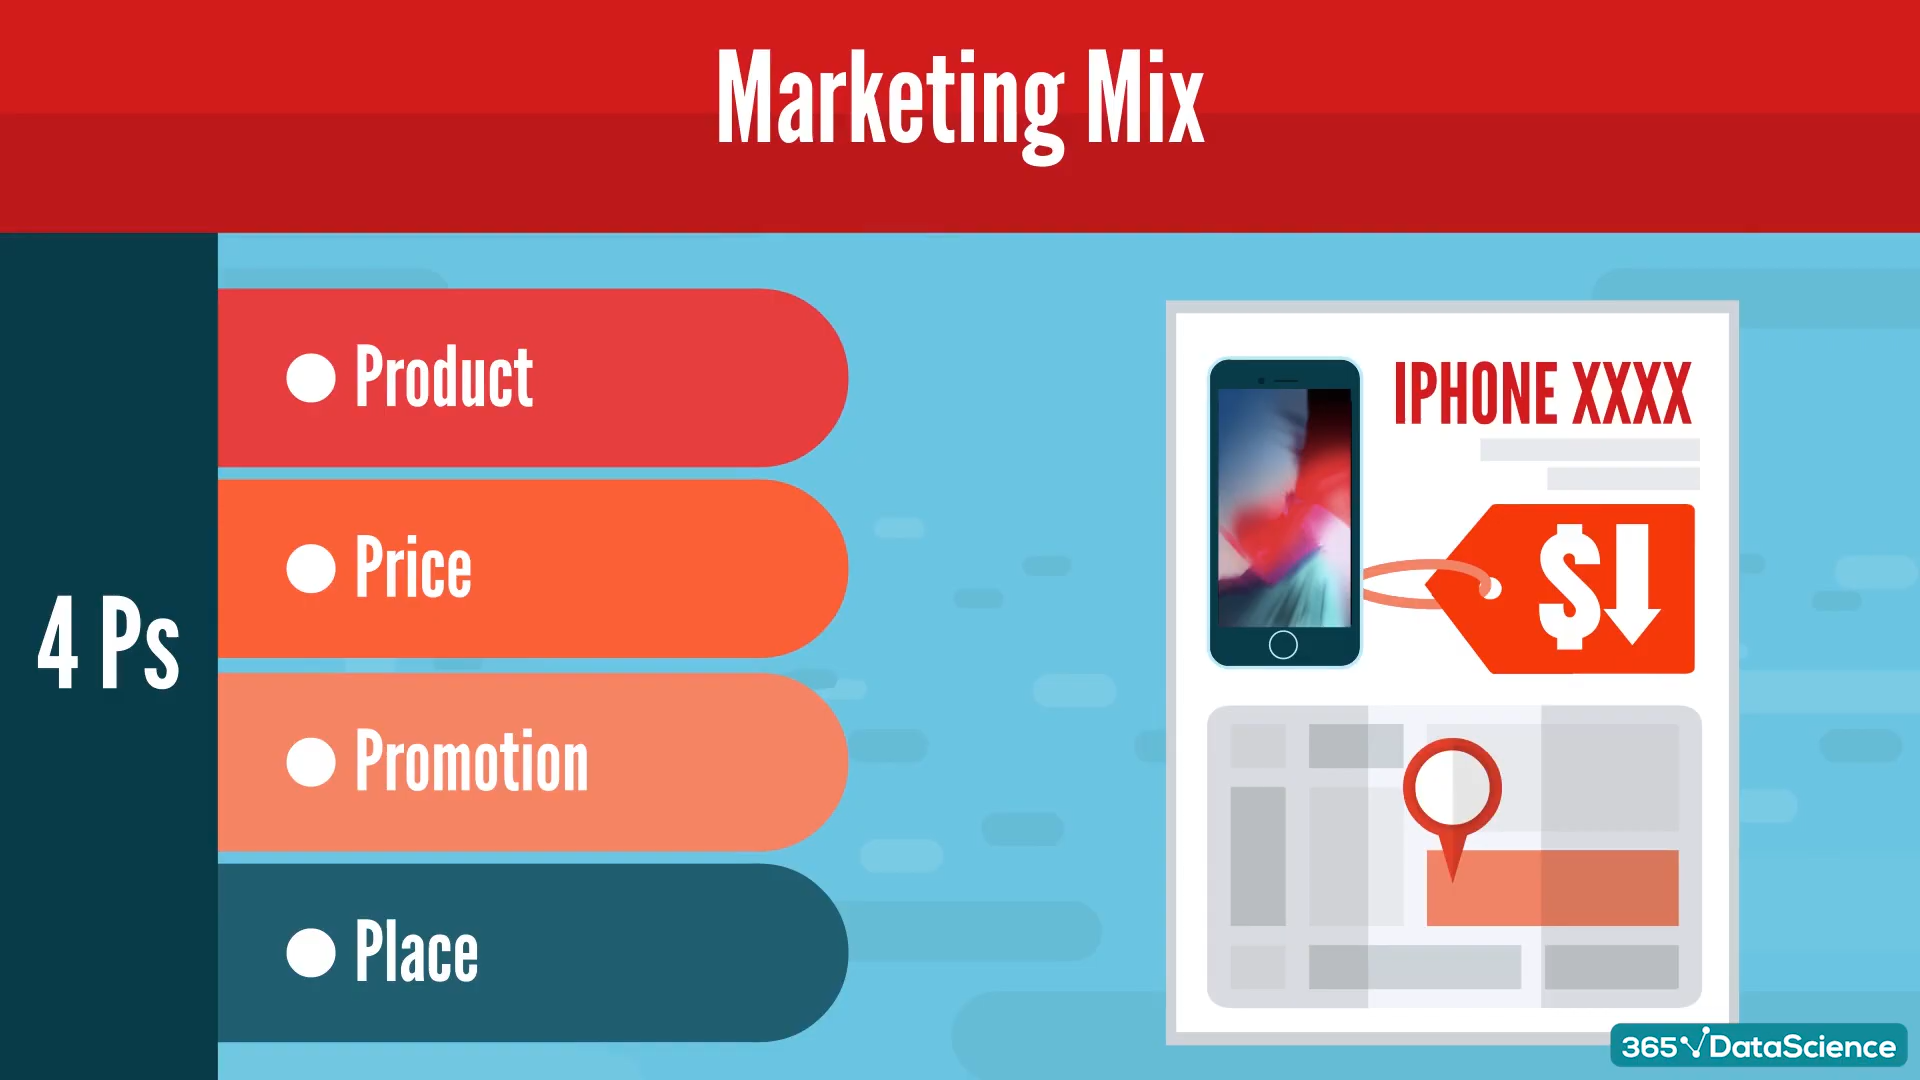 Marketing Mix
4 Ps
Product
Price
Promotion
Place
IPHONE XXXX
$
365 DataScience